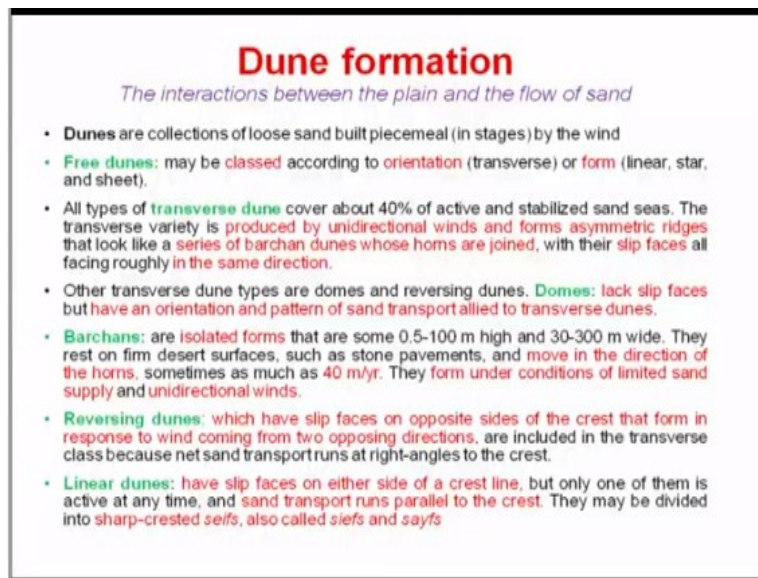 Dune formation
The interactions between the plain and the flow of sand
• Dunes are collections of loose sand built piecemeal (in stages) by the wind
• Free dunes: may be classed according to orientation (transverse) or form (linear, star,
and sheet).
• All types of transverse dune cover about 40% of active and stabilized sand seas. The
transverse variety is produced by unidirectional winds and forms asymmetric ridges
that look like a series of barchan dunes whose horns are joined, with their slip faces all
facing roughly in the same direction.
• Other transverse dune types are domes and reversing dunes. Domes: lack slip faces
but have an orientation and pattern of sand transport allied to transverse dunes.
• Barchans: are isolated forms that are some 0.5-100 m high and 30-300 m wide. They
rest on firm desert surfaces, such as stone pavements, and move in the direction of
the horns, sometimes as much as 40 m/yr. They form under conditions of limited sand
supply and unidirectional winds.
• Reversing dunes: which have slip faces on opposite sides of the crest that form in
response to wind coming from two opposing directions, are included in the transverse
class because net sand transport runs at right-angles to the crest.
• Linear dunes: have slip faces on either side of a crest line, but only one of them is
active at any time, and sand transport runs parallel to the crest. They may be divided
into sharp-crested seifs, also called siefs and sayfs